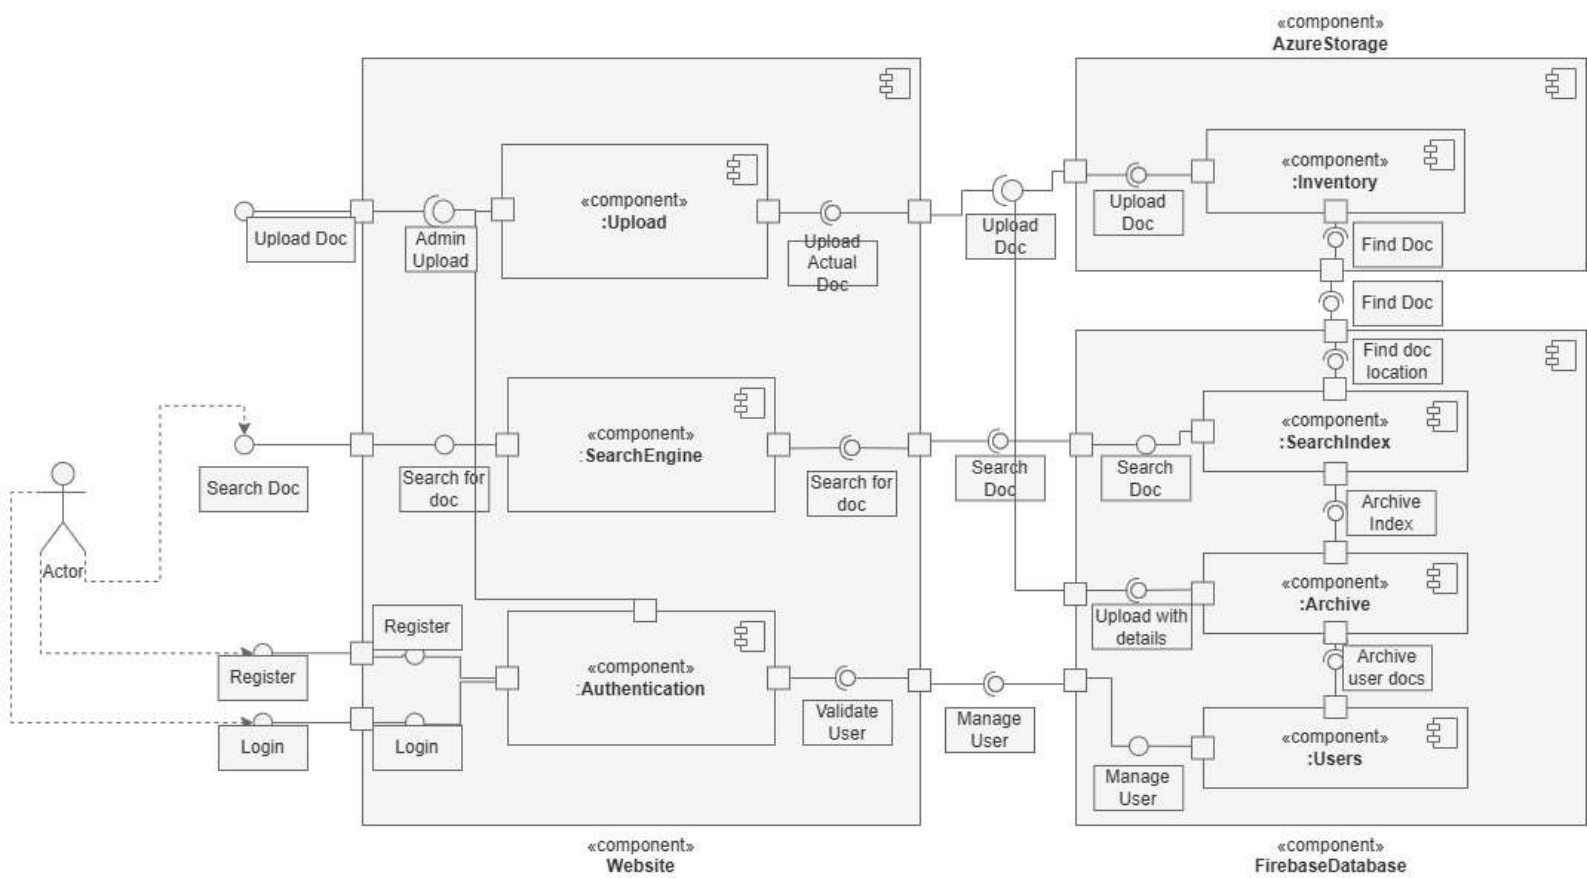 «component»
AzureStorage
«component»
:Upload
«component»
:Inventory
Upload Doc
Admin
Upload
Upload
Actual
Doc
Upload
Doc
Upload
Doc
Find Doc
Find Doc
Find doc
location
«component»
:SearchEngine
«component»
:SearchIndex
Search Doc
Search for
doc
Search for
doc
Search
Doc
Search
Doc
Archive
Index
Actor
«component»
:Archive
Upload with
details
Register
Register
«component»
:Authentication
Archive
user docs
Login
Login
Validate
User
Manage
User
«component»
:Users
Manage
User
«component»
Website
«component»
FirebaseDatabase